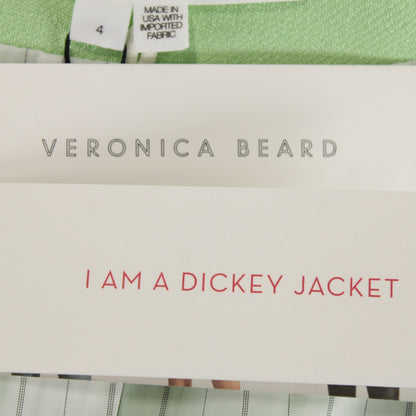 4
MADE IN
USA WITH
IMPORTED
FABRIC
VERONICA BEARD
I AM A DICKEY JACKET